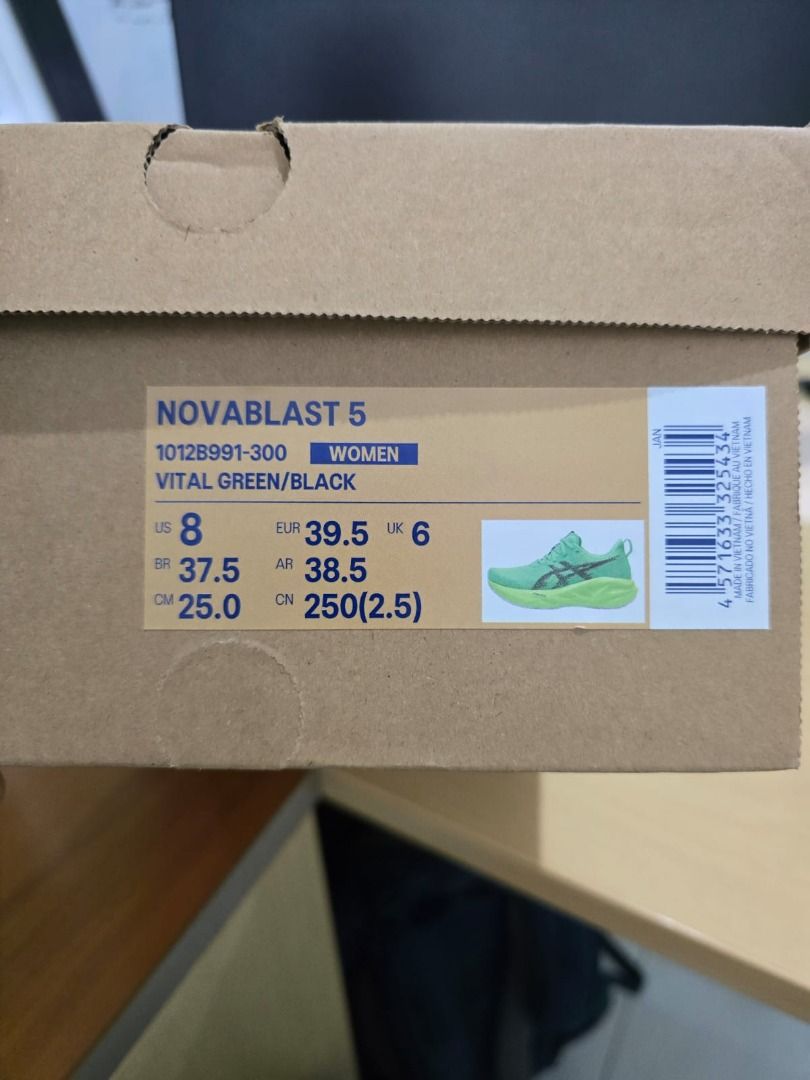 NOVABLAST 5
1012B991-300 WOMEN
VITAL GREEN/BLACK
US 8 EUR 39.5 UK 6
BR 37.5 AR 38.5
CM 25.0 CN 250(2.5)
JAN
4 571633 325434
MADE IN VIETNAM / FABRIQUÉ AU VIETNAM
FABRICADO NO VIETNÃ / HECHO EN VIETNAM